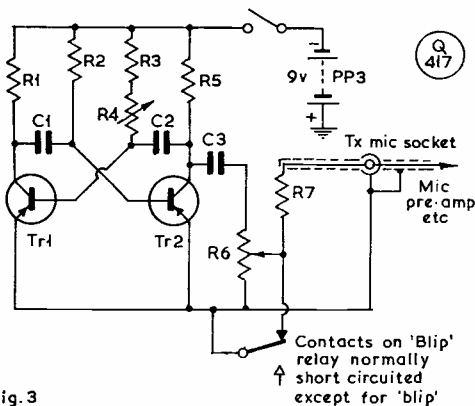 R1
R2
R3
R4
R5
C1
C2
C3
Tr1
Tr2
R6
R7
9v
PP3
−
+
Q
417
Tx mic socket
Mic
pre-amp
etc
Contacts on 'Blip'
relay normally
short circuited
except for 'blip'
ig.3